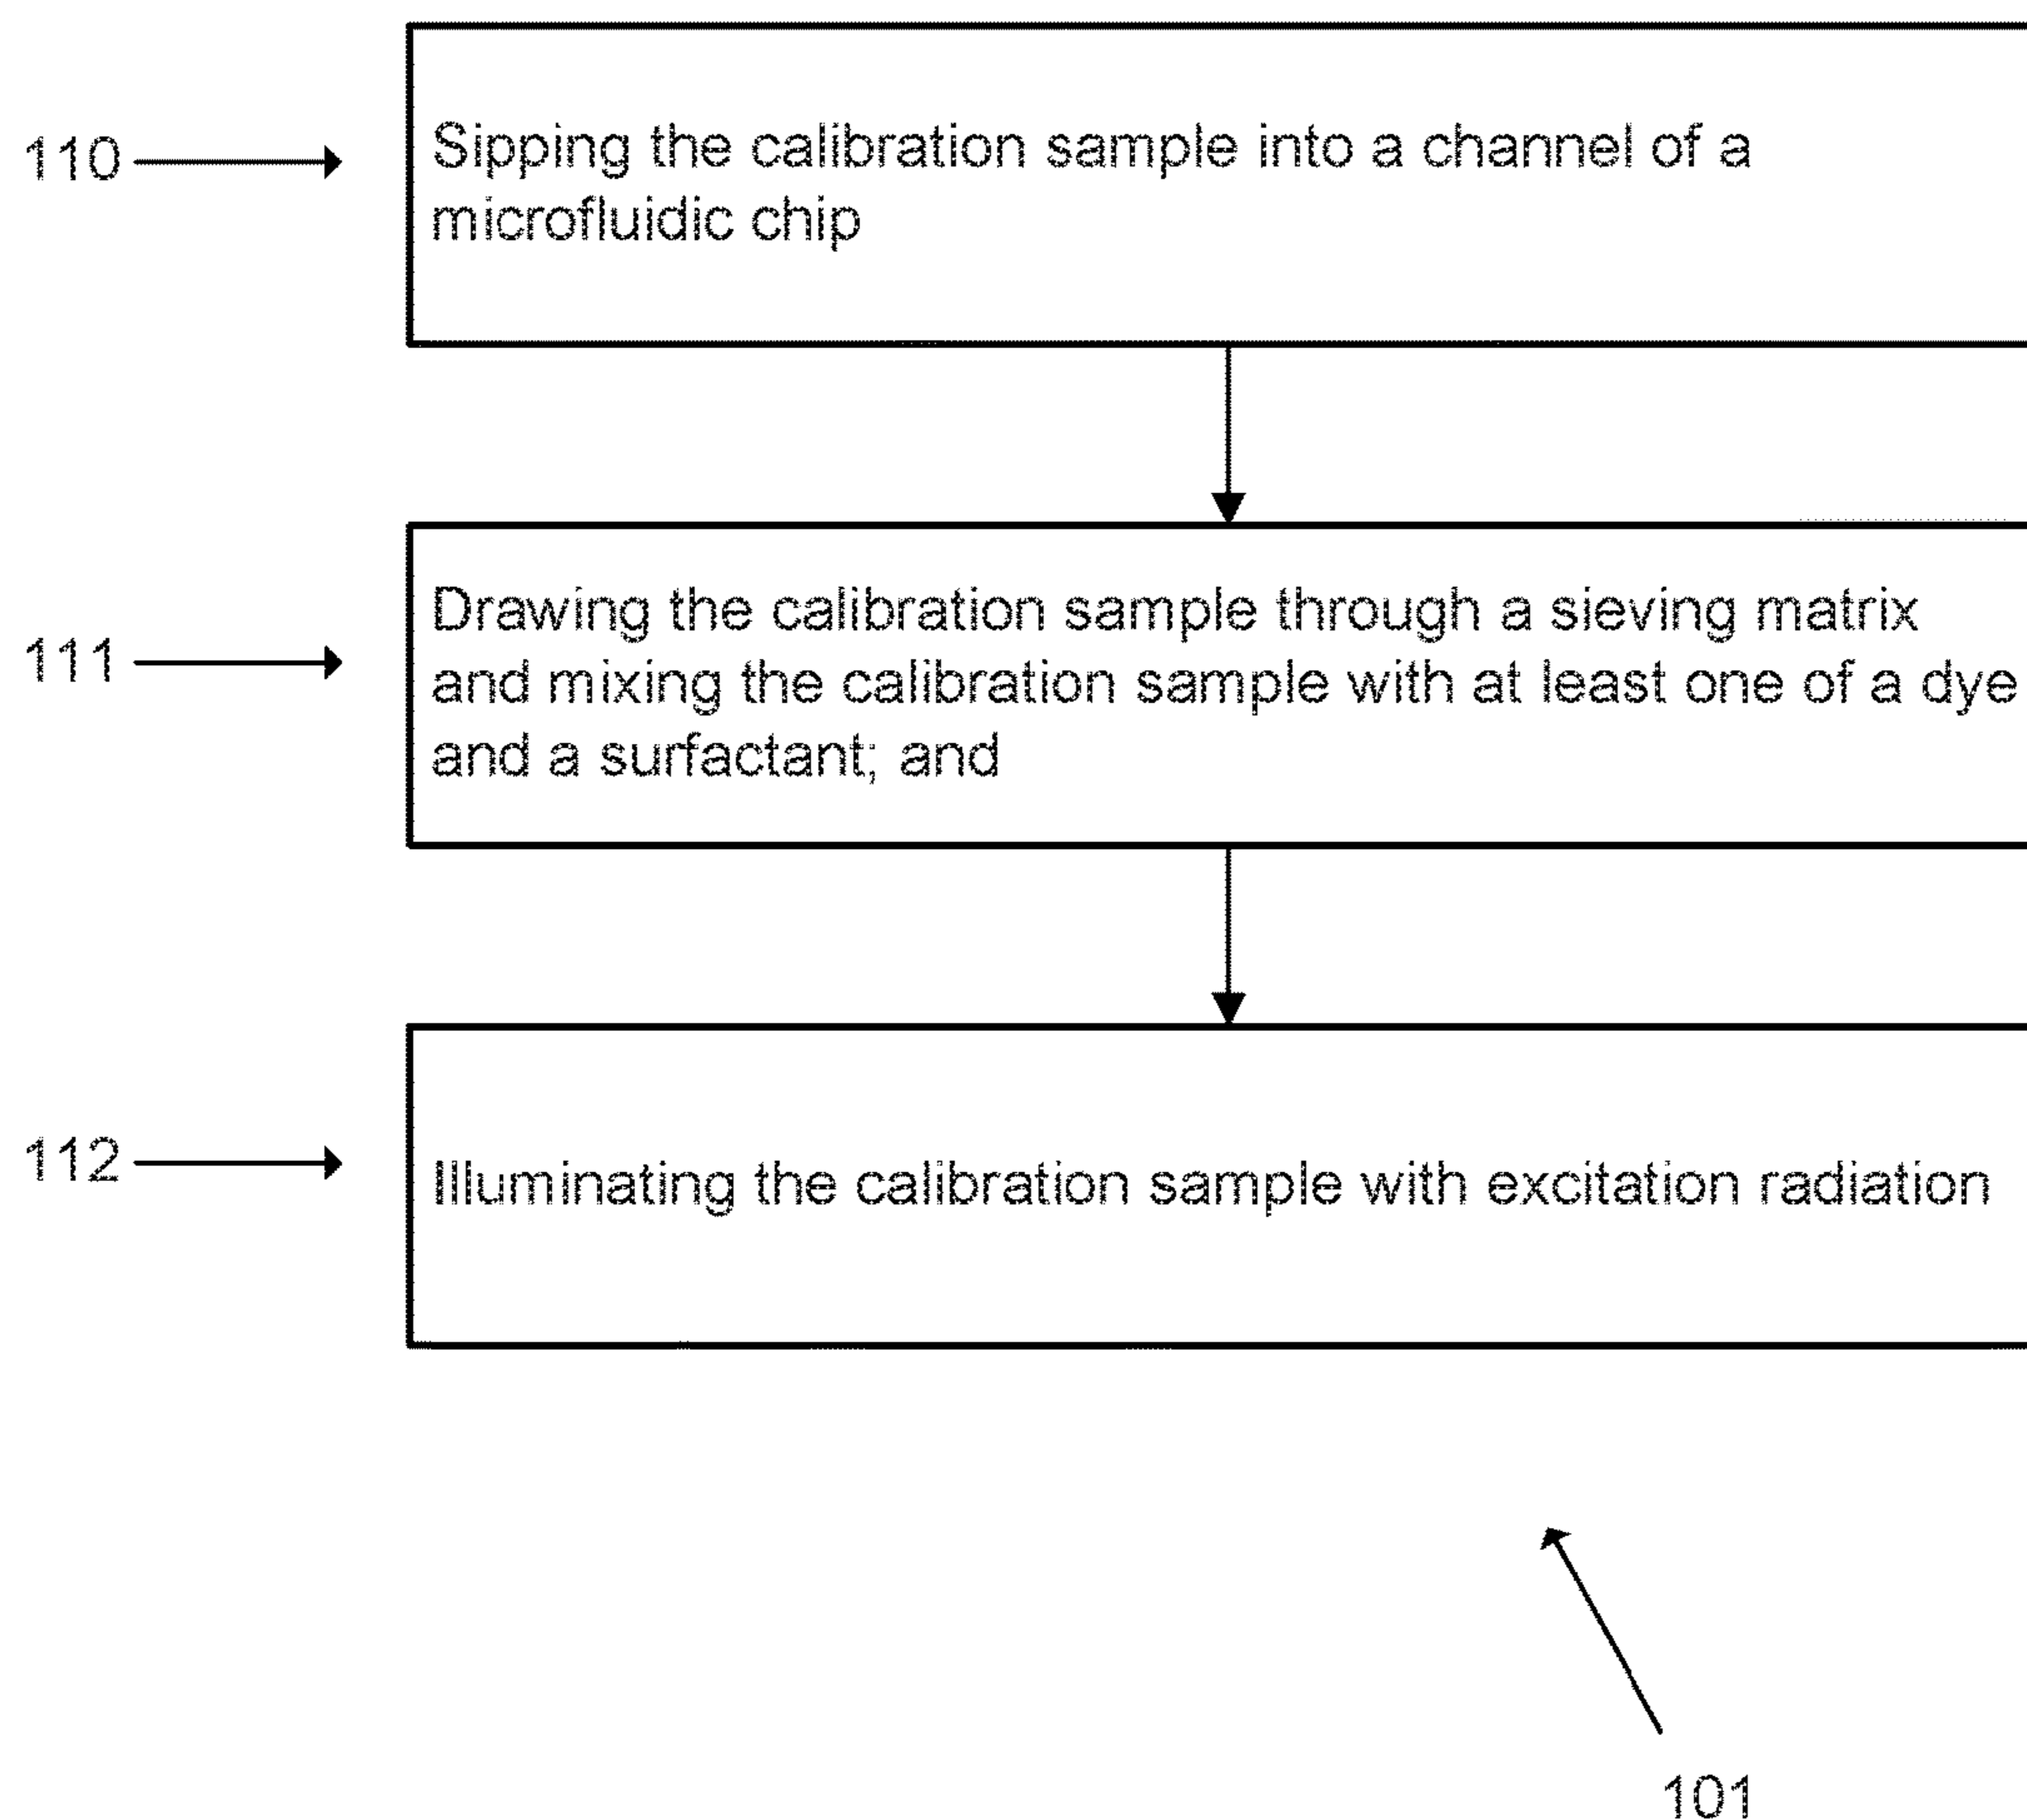 110
Sipping the calibration sample into a channel of a
microfluidic chip
111
Drawing the calibration sample through a sieving matrix
and mixing the calibration sample with at least one of a dye
and a surfactant; and
112
Illuminating the calibration sample with excitation radiation
101